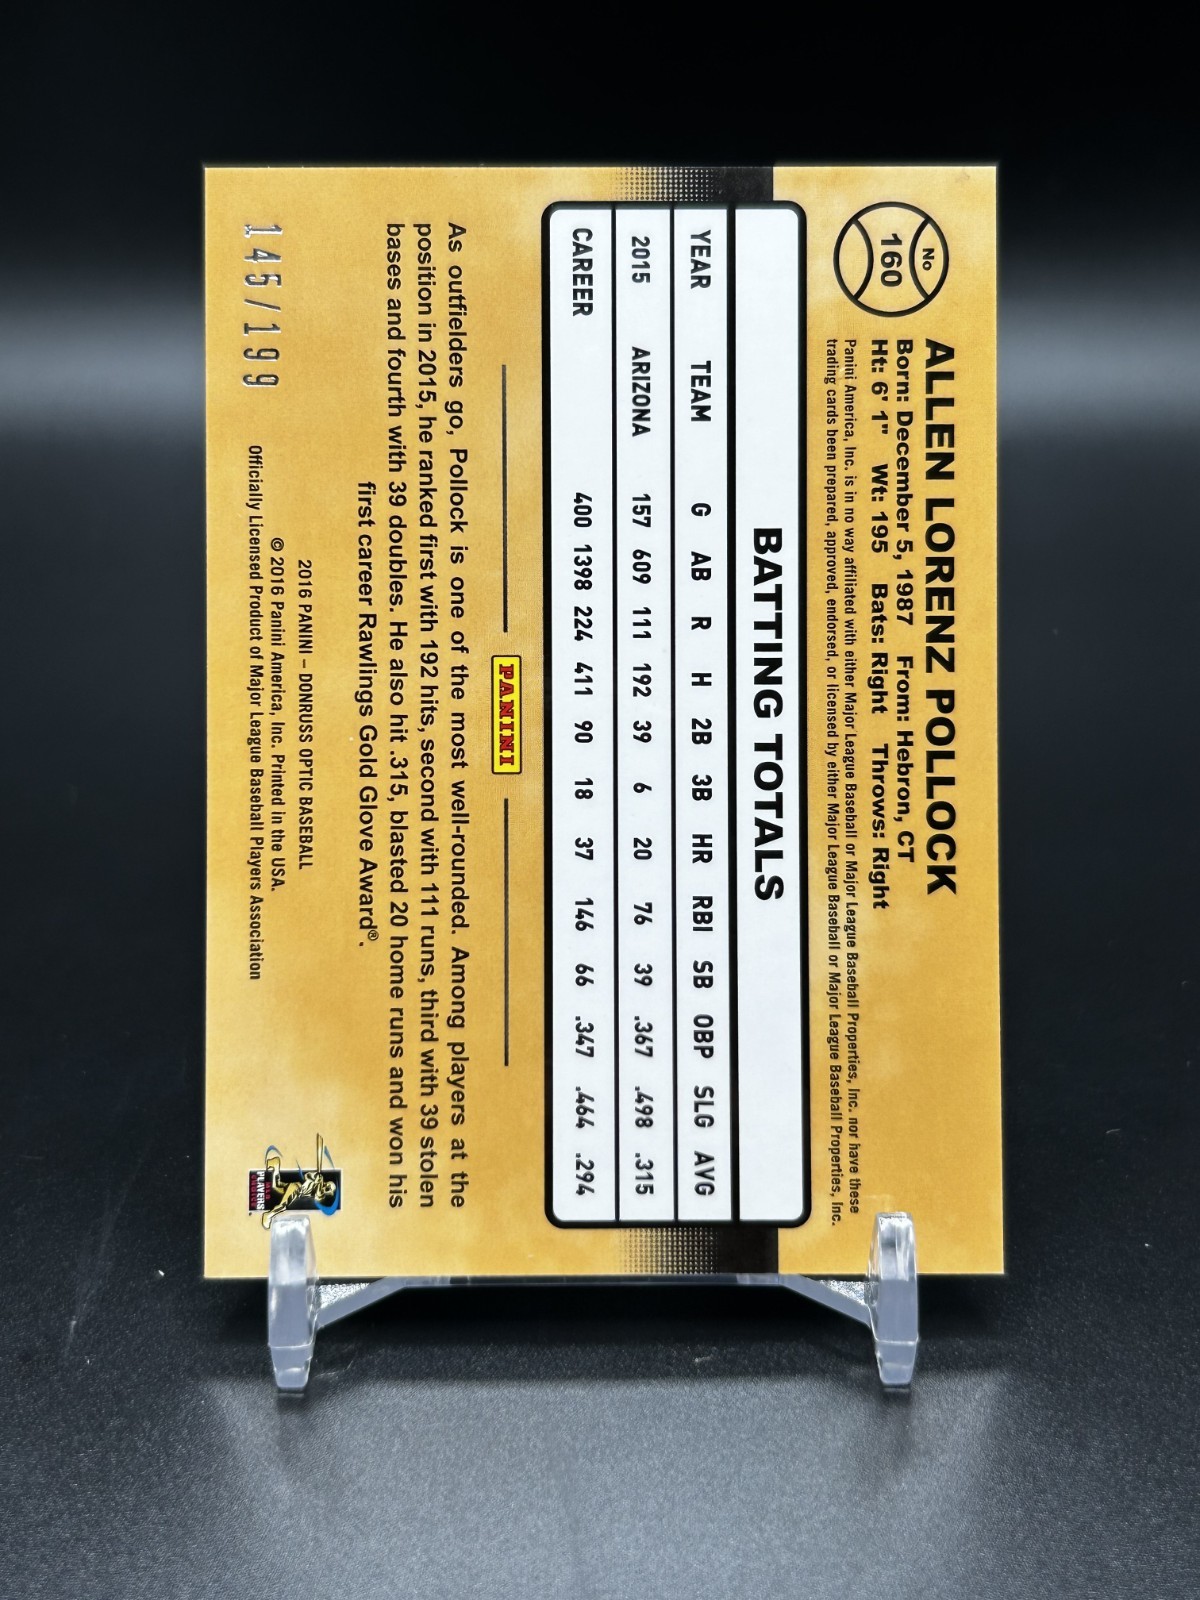 No
160
ALLEN LORENZ POLLOCK
Born: December 5, 1987 From: Hebron, CT
Ht: 6' 1" Wt: 195 Bats: Right Throws: Right
Panini America, Inc. is in no way affiliated with either Major League Baseball or Major League Baseball Properties, Inc. nor have these
trading cards been prepared, approved, endorsed, or licensed by either Major League Baseball or Major League Baseball Properties, Inc.
BATTING TOTALS
YEAR TEAM G AB R H 2B 3B HR RBI SB OBP SLG AVG
2015 ARIZONA 157 609 111 192 39 6 20 76 39 .367 .498 .315
CAREER 400 1398 224 411 90 18 37 146 66 .347 .464 .294
PANINI
As outfielders go, Pollock is one of the most well-rounded. Among players at the
position in 2015, he ranked first with 192 hits, second with 111 runs, third with 39 stolen
bases and fourth with 39 doubles. He also hit .315, blasted 20 home runs and won his
first career Rawlings Gold Glove Award®.
2016 PANINI – DONRUSS OPTIC BASEBALL
© 2016 Panini America, Inc. Printed in the USA.
Officially Licensed Product of Major League Baseball Players Association
145/199
PLAYERS